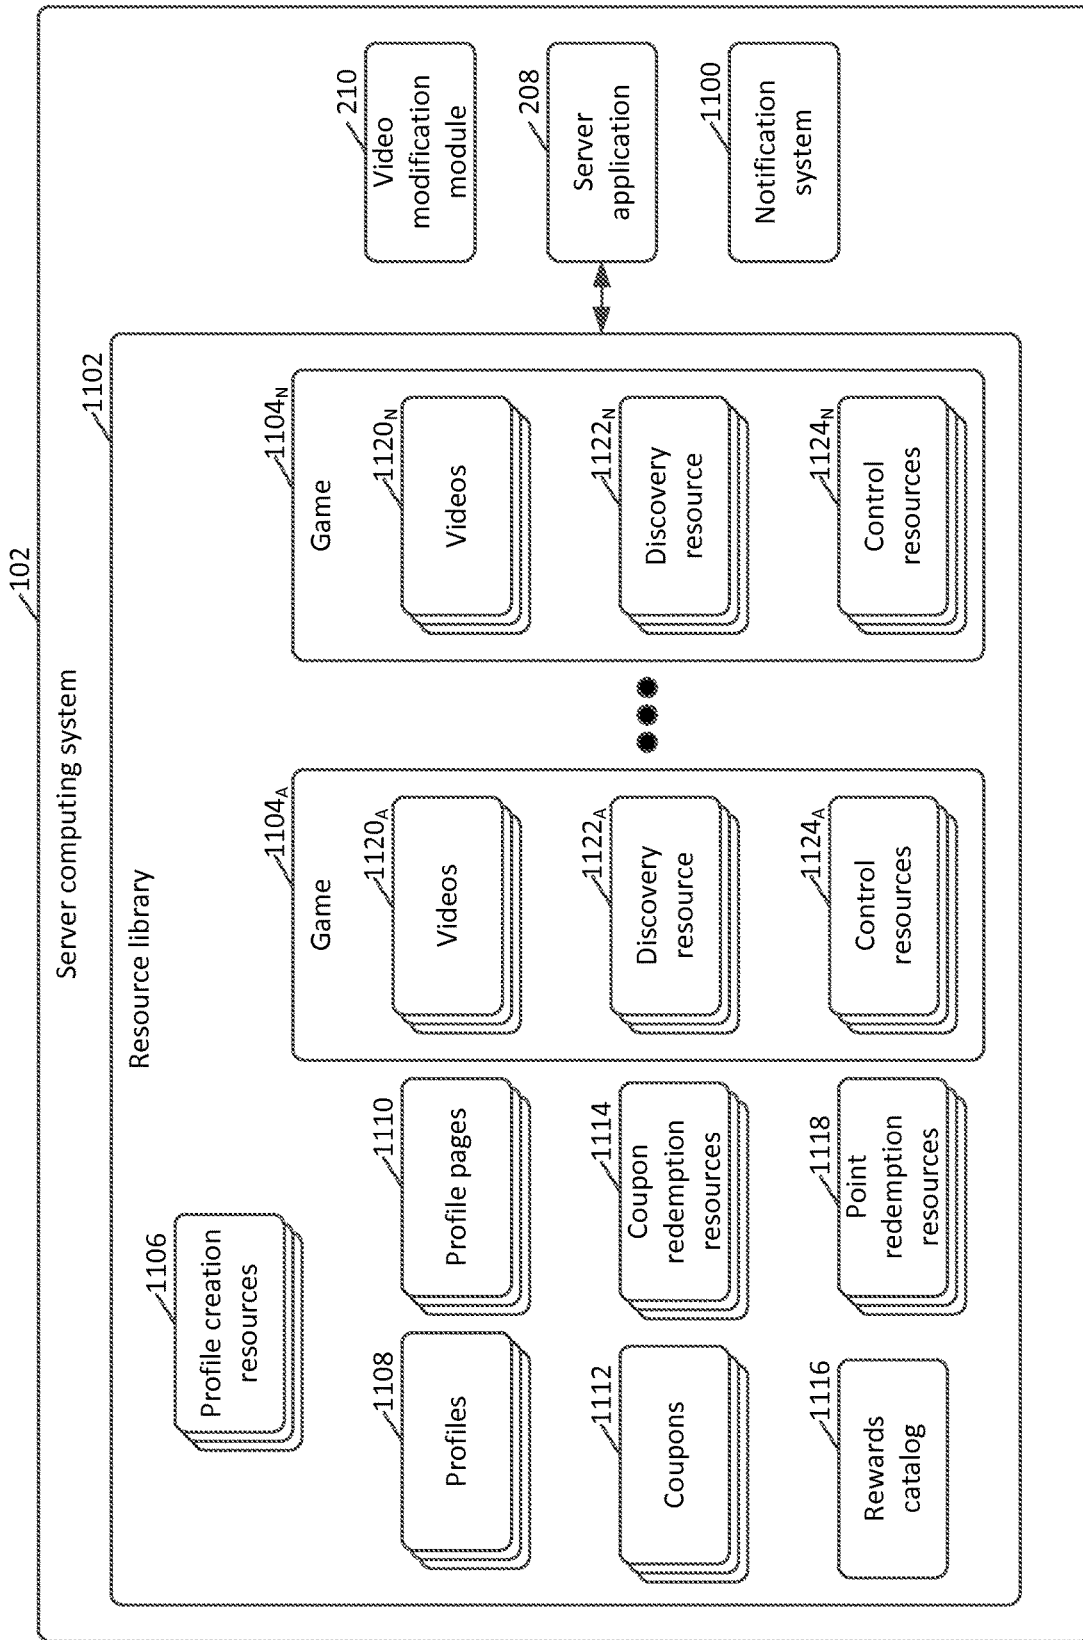 102
Server computing system
1102
Resource library
1106
Profile creation
resources
1108
Profiles
1110
Profile pages
1112
Coupons
1114
Coupon
redemption
resources
1116
Rewards
catalog
1118
Point
redemption
resources
1104A
Game
1120A
Videos
1122A
Discovery
resource
1124A
Control
resources
1104N
Game
1120N
Videos
1122N
Discovery
resource
1124N
Control
resources
210
Video
modification
module
208
Server
application
1100
Notification
system